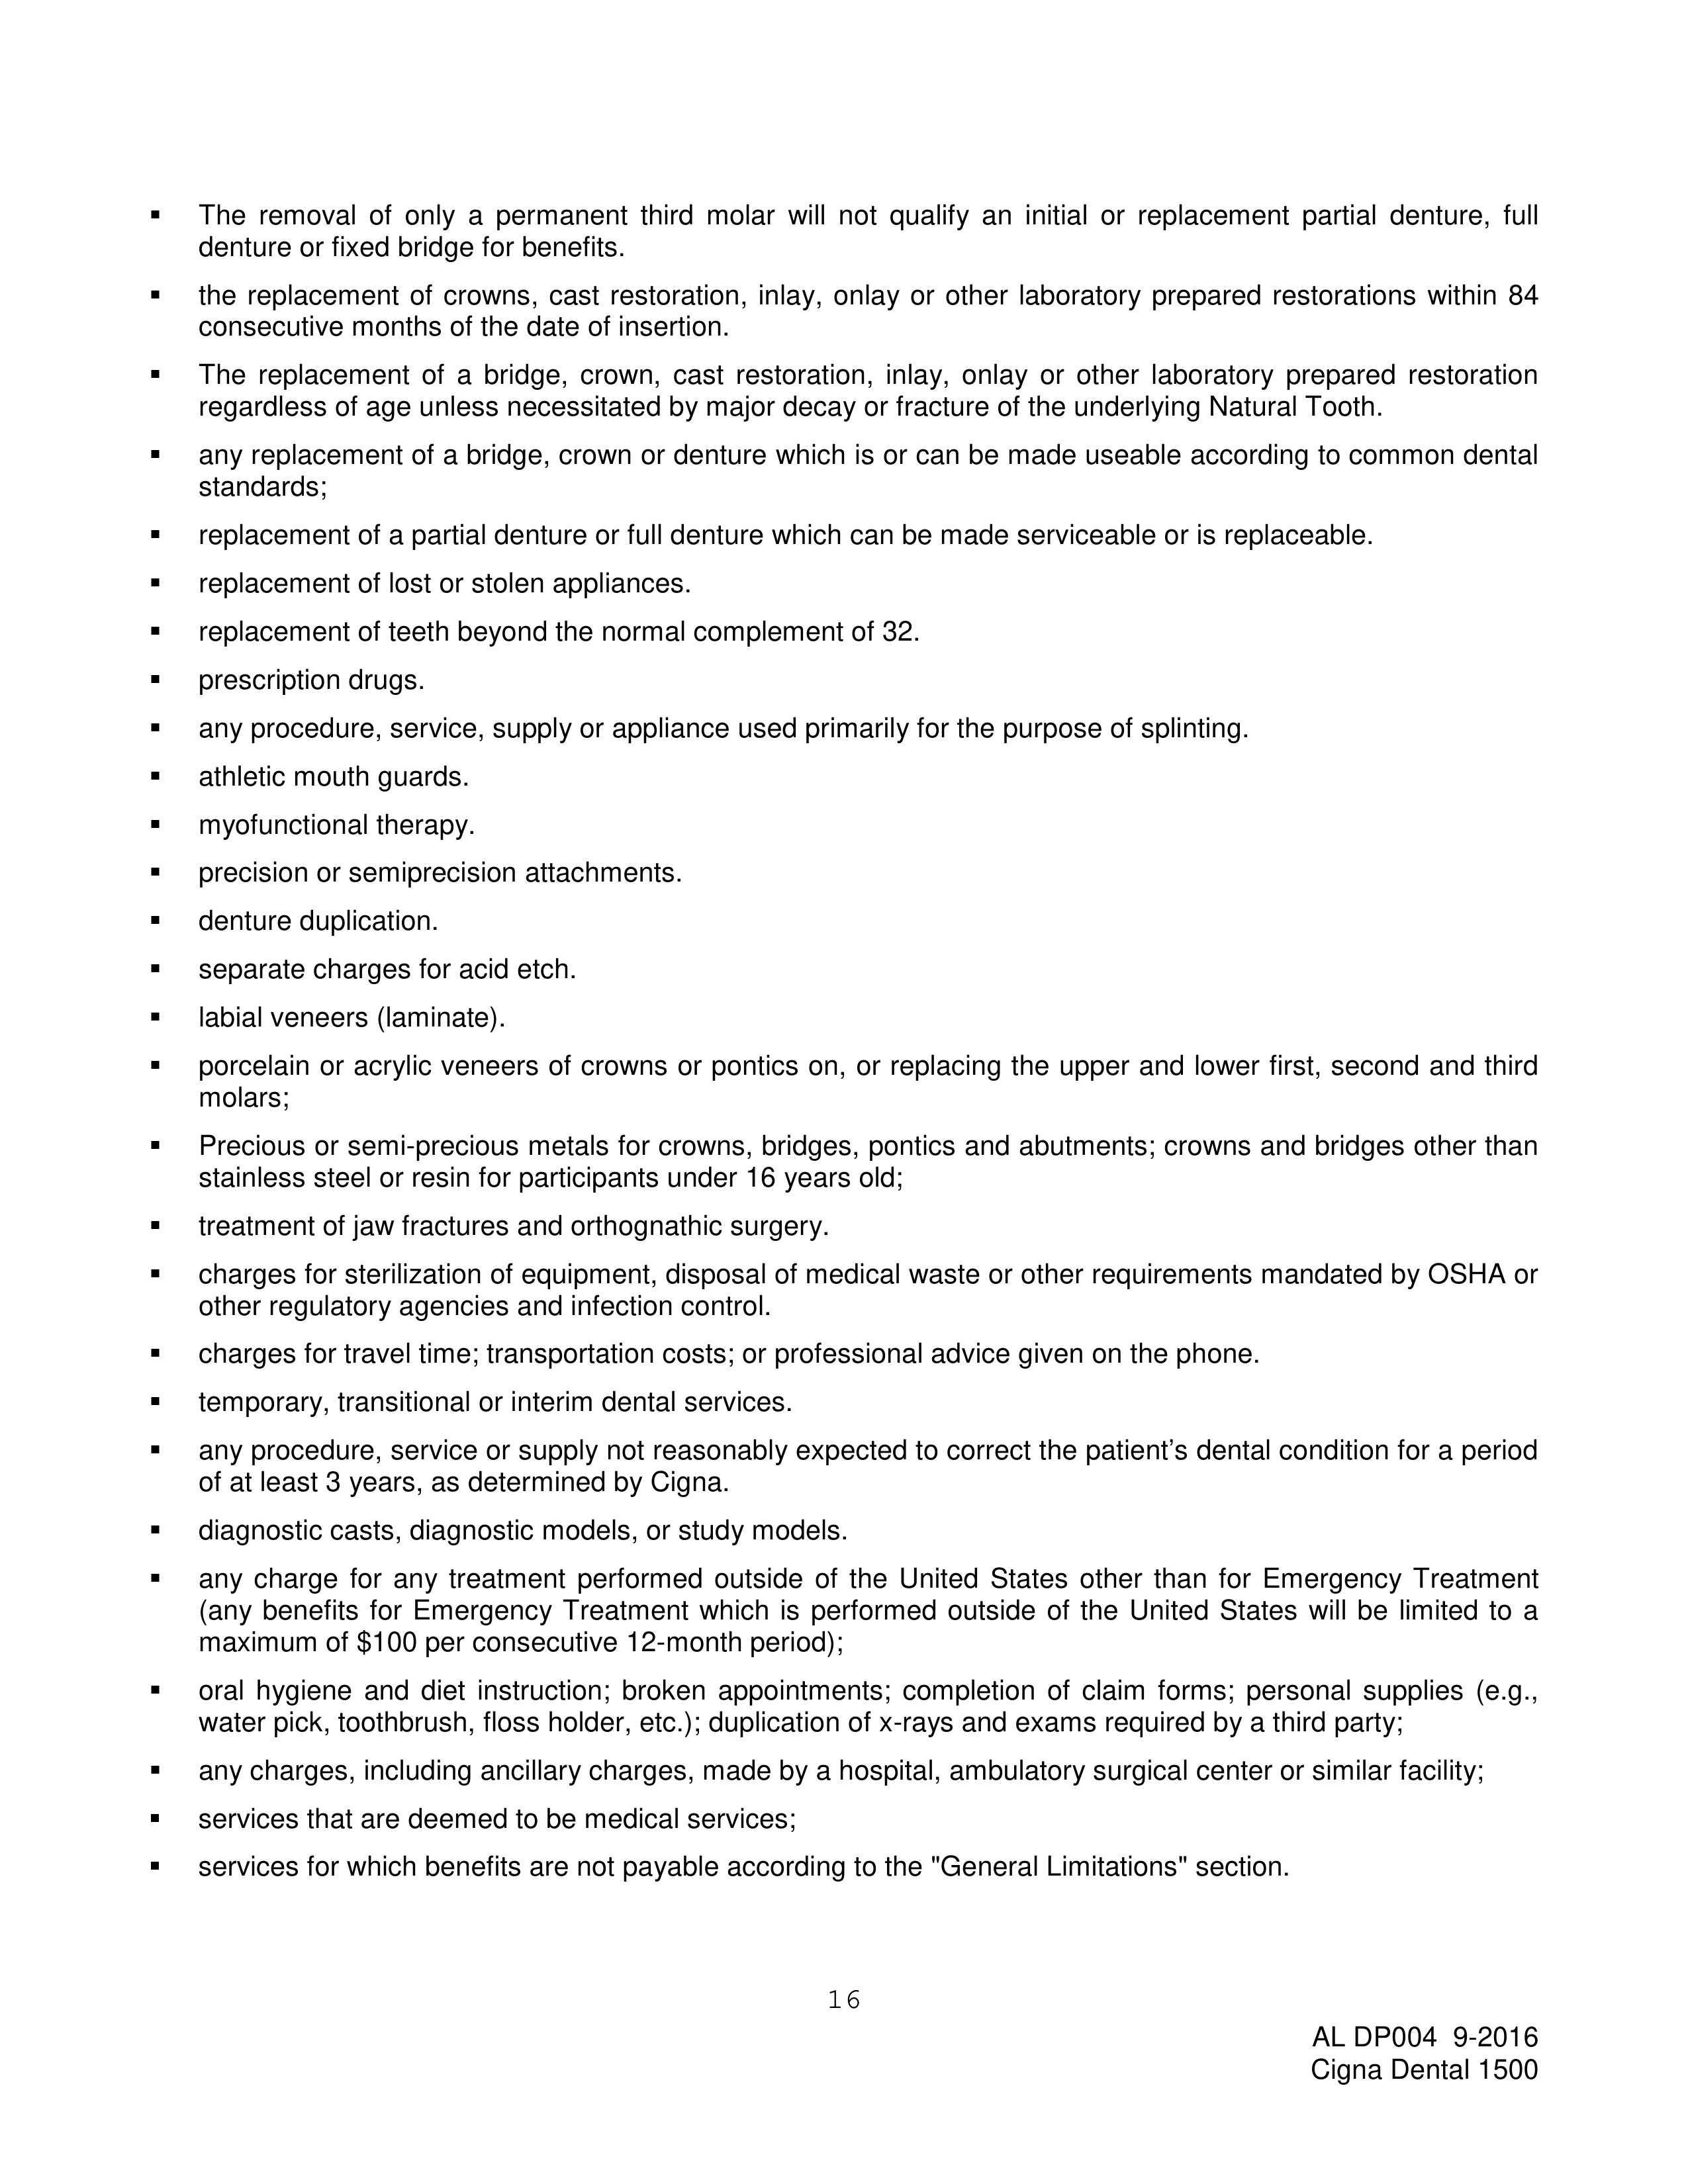 ▪ The removal of only a permanent third molar will not qualify an initial or replacement partial denture, full
denture or fixed bridge for benefits.
▪ the replacement of crowns, cast restoration, inlay, onlay or other laboratory prepared restorations within 84
consecutive months of the date of insertion.
▪ The replacement of a bridge, crown, cast restoration, inlay, onlay or other laboratory prepared restoration
regardless of age unless necessitated by major decay or fracture of the underlying Natural Tooth.
▪ any replacement of a bridge, crown or denture which is or can be made useable according to common dental
standards;
▪ replacement of a partial denture or full denture which can be made serviceable or is replaceable.
▪ replacement of lost or stolen appliances.
▪ replacement of teeth beyond the normal complement of 32.
▪ prescription drugs.
▪ any procedure, service, supply or appliance used primarily for the purpose of splinting.
▪ athletic mouth guards.
▪ myofunctional therapy.
▪ precision or semiprecision attachments.
▪ denture duplication.
▪ separate charges for acid etch.
▪ labial veneers (laminate).
▪ porcelain or acrylic veneers of crowns or pontics on, or replacing the upper and lower first, second and third
molars;
▪ Precious or semi-precious metals for crowns, bridges, pontics and abutments; crowns and bridges other than
stainless steel or resin for participants under 16 years old;
▪ treatment of jaw fractures and orthognathic surgery.
▪ charges for sterilization of equipment, disposal of medical waste or other requirements mandated by OSHA or
other regulatory agencies and infection control.
▪ charges for travel time; transportation costs; or professional advice given on the phone.
▪ temporary, transitional or interim dental services.
▪ any procedure, service or supply not reasonably expected to correct the patient’s dental condition for a period
of at least 3 years, as determined by Cigna.
▪ diagnostic casts, diagnostic models, or study models.
▪ any charge for any treatment performed outside of the United States other than for Emergency Treatment
(any benefits for Emergency Treatment which is performed outside of the United States will be limited to a
maximum of $100 per consecutive 12-month period);
▪ oral hygiene and diet instruction; broken appointments; completion of claim forms; personal supplies (e.g.,
water pick, toothbrush, floss holder, etc.); duplication of x-rays and exams required by a third party;
▪ any charges, including ancillary charges, made by a hospital, ambulatory surgical center or similar facility;
▪ services that are deemed to be medical services;
▪ services for which benefits are not payable according to the "General Limitations" section.
16
AL DP004 9-2016
Cigna Dental 1500